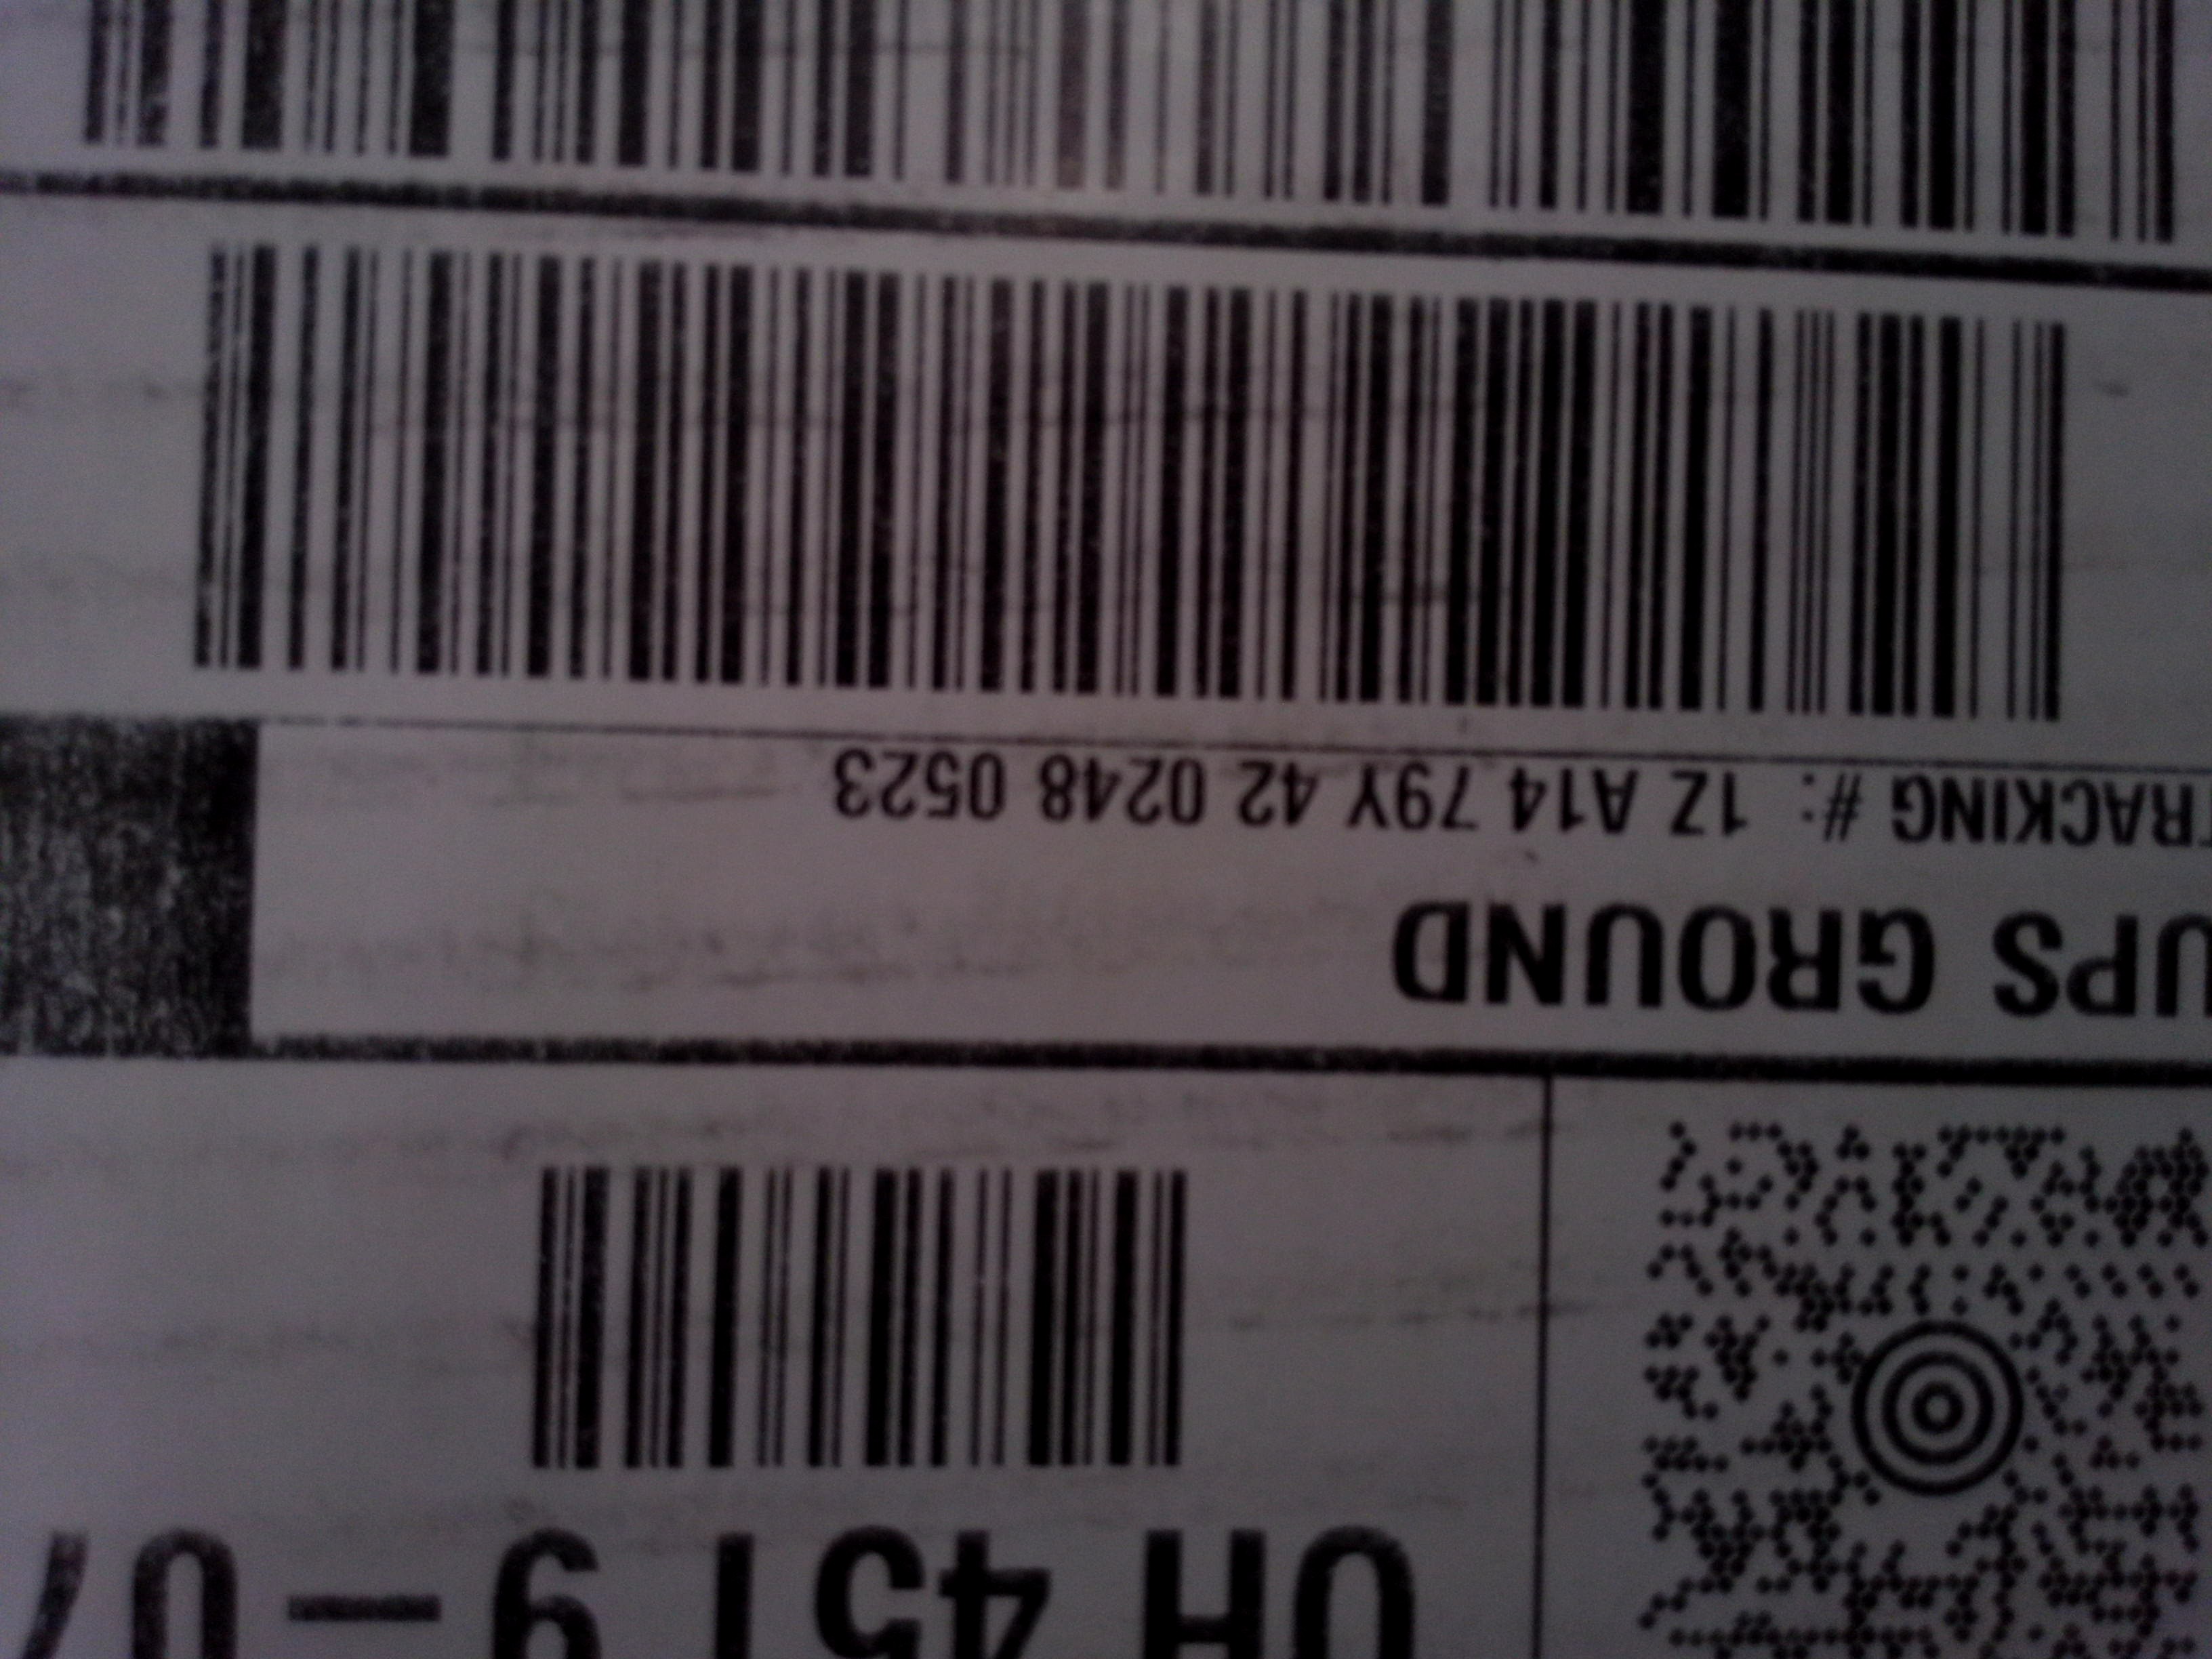 OH 451 9-07
UPS GROUND
TRACKING #: 1Z A14 79Y 42 0248 0523